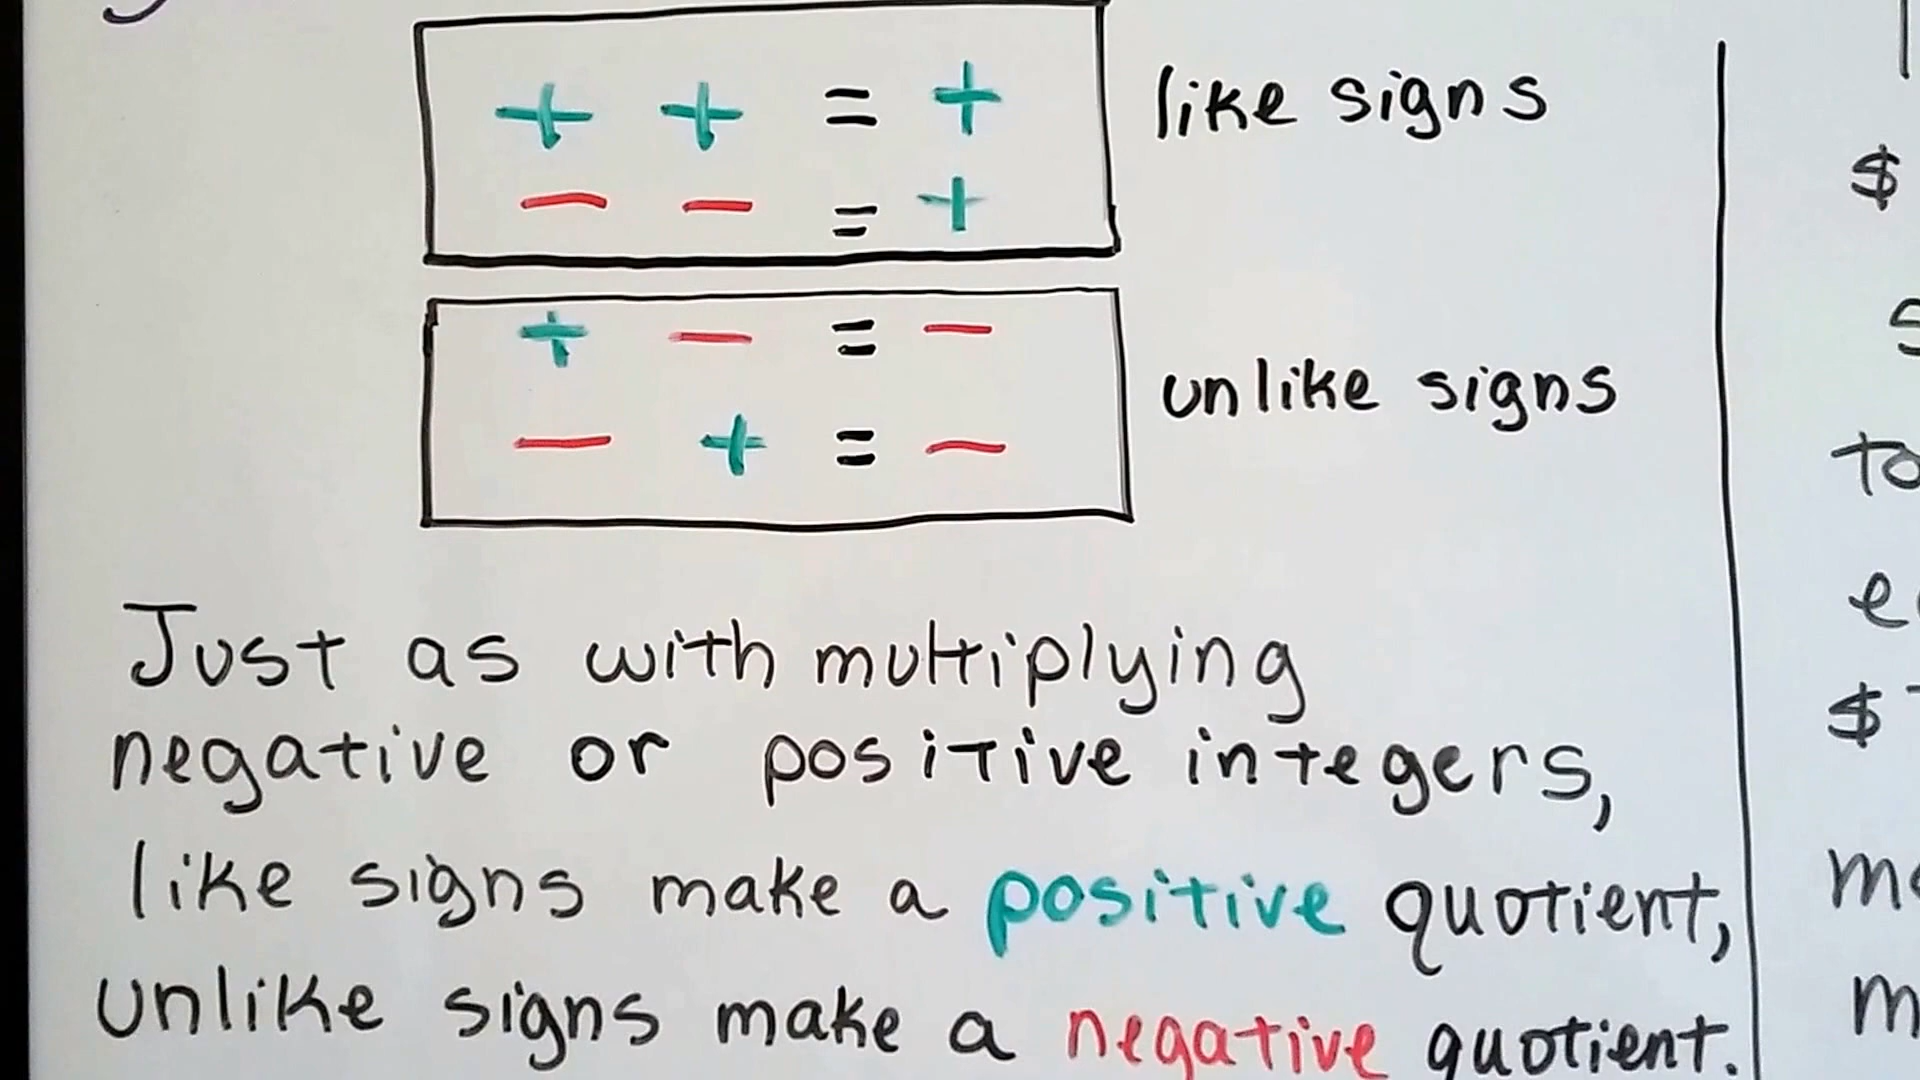 + + = + like signs
− − = +
+ − = − unlike signs
− + = −
Just as with multiplying
negative or positive integers,
like signs make a positive quotient,
unlike signs make a negative quotient.
$
$